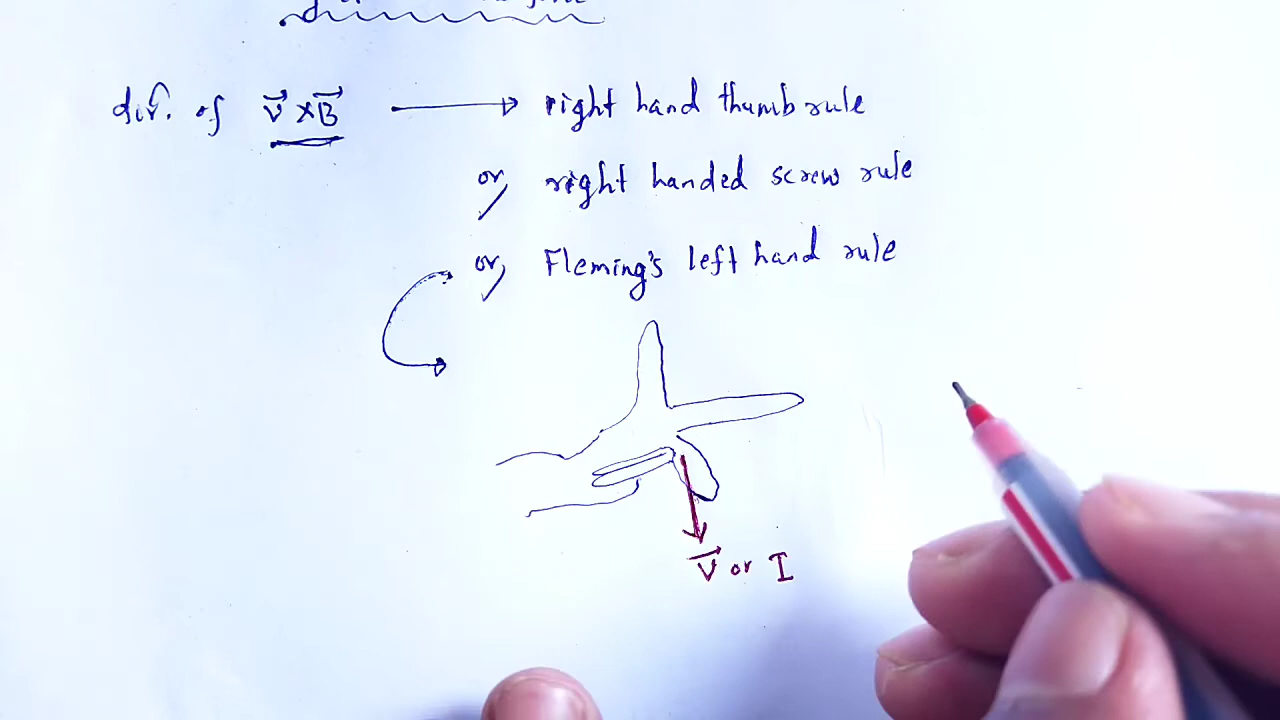 dir. of V⃗ × B⃗ → right hand thumb rule
or, right handed screw rule
or, Fleming's left hand rule
V⃗ or I